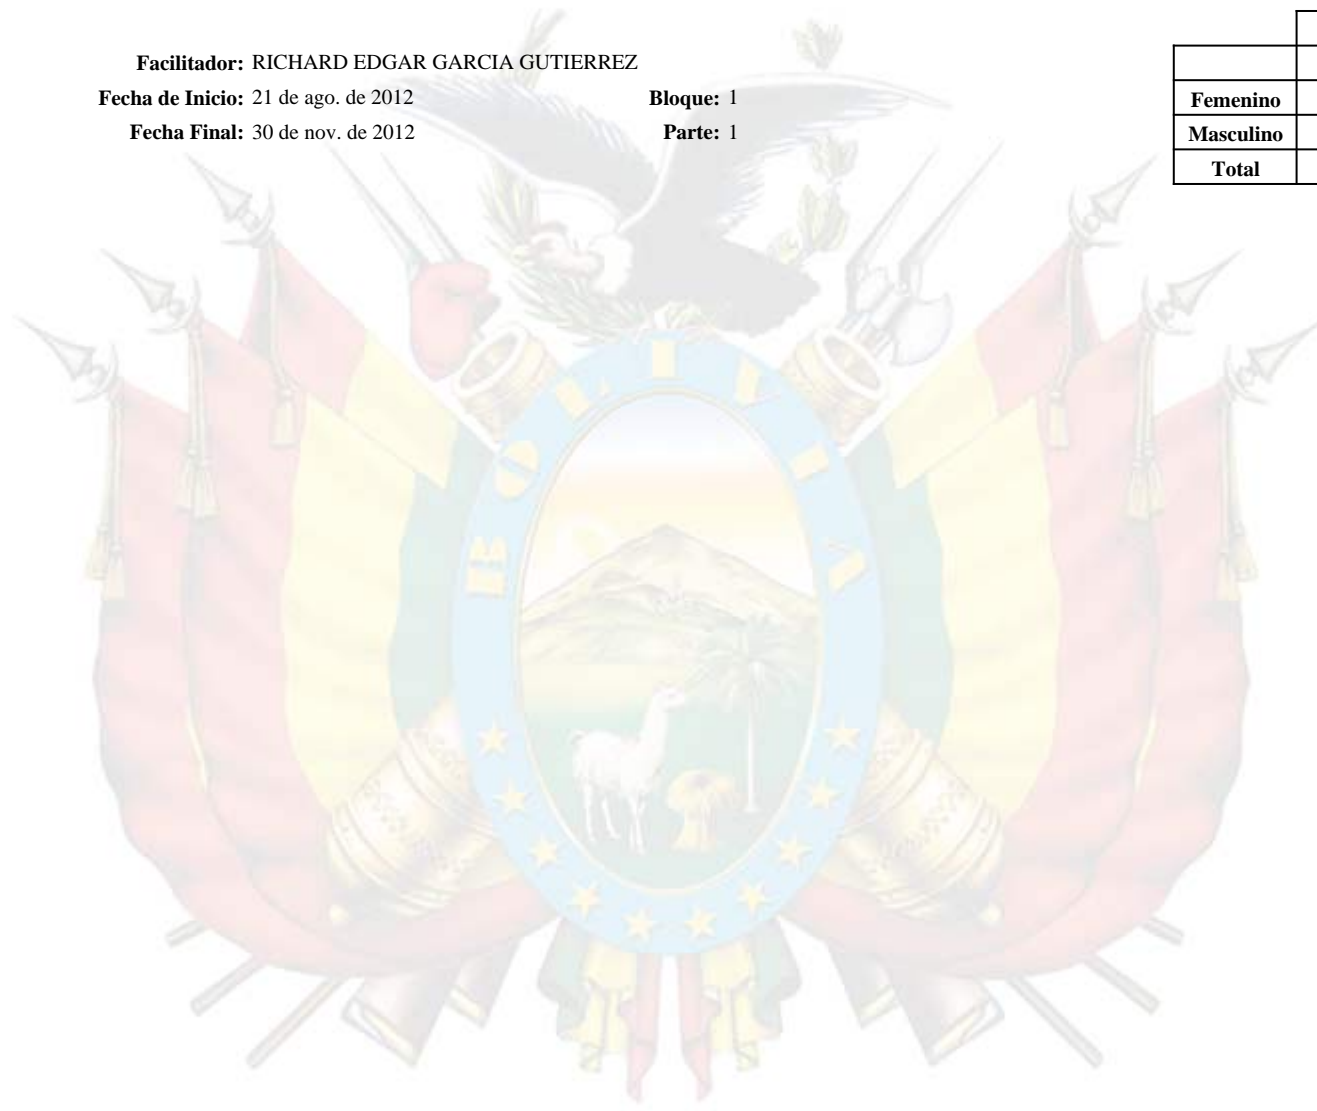 Facilitador: RICHARD EDGAR GARCIA GUTIERREZ
Fecha de Inicio: 21 de ago. de 2012 Bloque: 1
Fecha Final: 30 de nov. de 2012 Parte: 1
Femenino
Masculino
Total
BOLIVIA